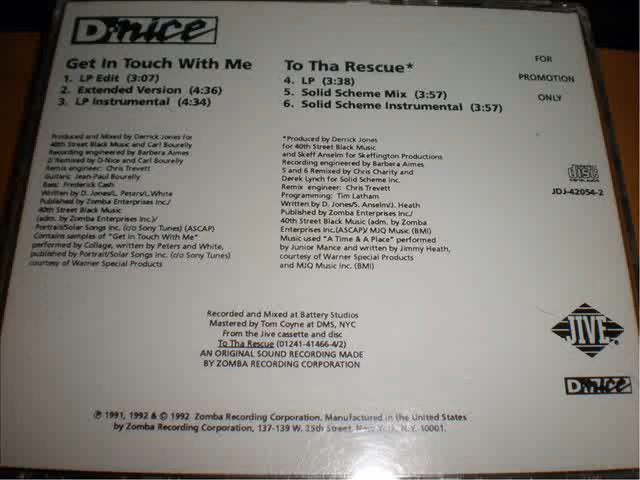 D-nice
Get In Touch With Me
1. LP Edit (3:07)
2. Extended Version (4:36)
3. LP Instrumental (4:34)
To Tha Rescue*
4. LP (3:38)
5. Solid Scheme Mix (3:57)
6. Solid Scheme Instrumental (3:57)
FOR
PROMOTION
ONLY
Produced and Mixed by Derrick Jones for
40th Street Black Music and Carl Bourelly
Recording engineered by Barbera Aimes
2 Remixed by D-Nice and Carl Bourelly
Remix engineer: Chris Trevett
Guitars: Jean-Paul Bourelly
Bass: Frederick Cash
Written by D. Jones/L. Peters/L.White
Published by Zomba Enterprises Inc./
40th Street Black Music
(adm. by Zomba Enterprises Inc.)/
Portrait/Solar Songs Inc. (c/o Sony Tunes) (ASCAP)
Contains samples of "Get In Touch With Me"
performed by Collage, written by Peters and White,
published by Portrait/Solar Songs Inc. (c/o Sony Tunes)
courtesy of Warner Special Products
*Produced by Derrick Jones
for 40th Street Black Music
and Skeff Anselm for Skeffington Productions
Recording engineered by Barbera Aimes
5 and 6 Remixed by Chris Charity and
Derek Lynch for Solid Scheme Inc.
Remix engineer: Chris Trevett
Programming: Tim Latham
Written by D. Jones/S. Anselm/J. Heath
Published by Zomba Enterprises Inc./
40th Street Black Music (adm. by Zomba
Enterprises Inc.)(ASCAP)/ MJQ Music (BMI)
Music used "A Time & A Place" performed
by Junior Mance and written by Jimmy Heath,
courtesy of Warner Special Products
and MJQ Music Inc. (BMI)
COMPACT
disc
JDJ-42054-2
Recorded and Mixed at Battery Studios
Mastered by Tom Coyne at DMS, NYC
From the Jive cassette and disc
To Tha Rescue (01241-41466-4/2)
AN ORIGINAL SOUND RECORDING MADE
BY ZOMBA RECORDING CORPORATION
JIVE
D-nice
℗ 1991, 1992 & © 1992 Zomba Recording Corporation. Manufactured in the United States
by Zomba Recording Corporation, 137-139 W. 25th Street, New York, N.Y. 10001.